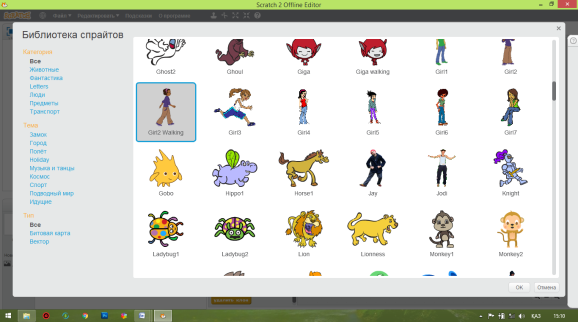 Scratch 2 Offline Editor
Файл Редактировать Подсказки О программе
Библиотека спрайтов
Категория
Все
Животные
Фантастика
Letters
Люди
Предметы
Транспорт
Тема
Замок
Город
Полёт
Holiday
Музыка и танцы
Космос
Спорт
Подводный мир
Идущие
Тип
Все
Битовая карта
Вектор
Ghost2 Ghoul Giga Giga walking Girl1 Girl2
Girl2 Walking Girl3 Girl4 Girl5 Girl6 Girl7
Gobo Hippo1 Horse1 Jay Jodi Knight
Ladybug1 Ladybug2 Lion Lionness Monkey1 Monkey2
OK Отмена
ҚАЗ 15:10